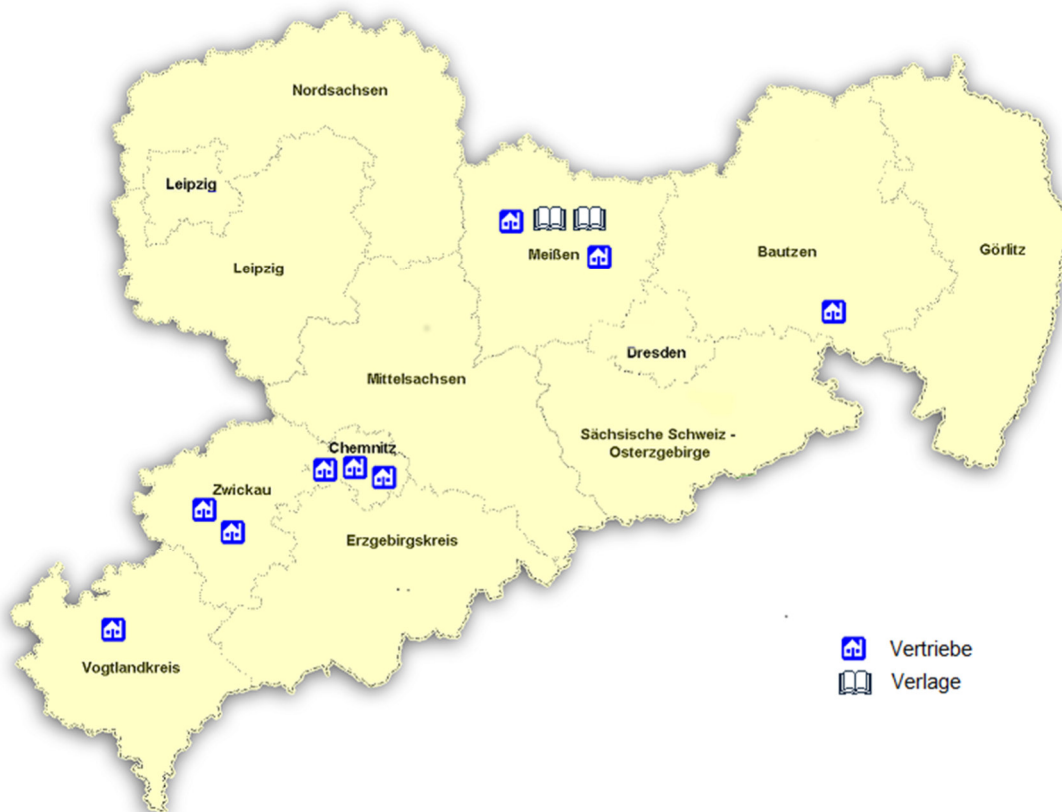 Nordsachsen
Leipzig
Leipzig
Meißen
Bautzen
Görlitz
Dresden
Mittelsachsen
Sächsische Schweiz -
Osterzgebirge
Chemnitz
Zwickau
Erzgebirgskreis
Vogtlandkreis
Vertriebe
Verlage